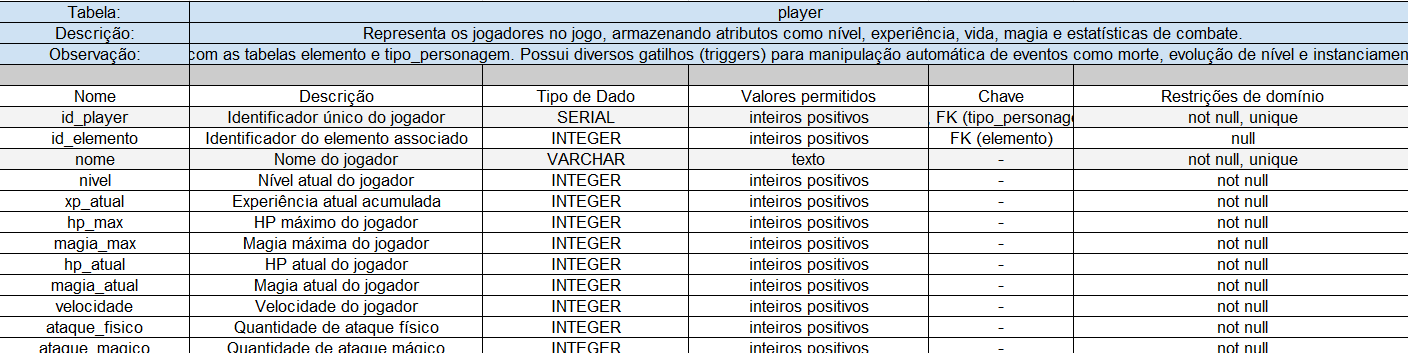 Tabela: player
Descrição: Representa os jogadores no jogo, armazenando atributos como nível, experiência, vida, magia e estatísticas de combate.
Observação: com as tabelas elemento e tipo_personagem. Possui diversos gatilhos (triggers) para manipulação automática de eventos como morte, evolução de nível e instanciamen
Nome Descrição Tipo de Dado Valores permitidos Chave Restrições de domínio
id_player Identificador único do jogador SERIAL inteiros positivos , FK (tipo_personage not null, unique
id_elemento Identificador do elemento associado INTEGER inteiros positivos FK (elemento) null
nome Nome do jogador VARCHAR texto - not null, unique
nivel Nível atual do jogador INTEGER inteiros positivos - not null
xp_atual Experiência atual acumulada INTEGER inteiros positivos - not null
hp_max HP máximo do jogador INTEGER inteiros positivos - not null
magia_max Magia máxima do jogador INTEGER inteiros positivos - not null
hp_atual HP atual do jogador INTEGER inteiros positivos - not null
magia_atual Magia atual do jogador INTEGER inteiros positivos - not null
velocidade Velocidade do jogador INTEGER inteiros positivos - not null
ataque_fisico Quantidade de ataque físico INTEGER inteiros positivos - not null
ataque_magico Quantidade de ataque mágico INTEGER inteiros positivos - not null